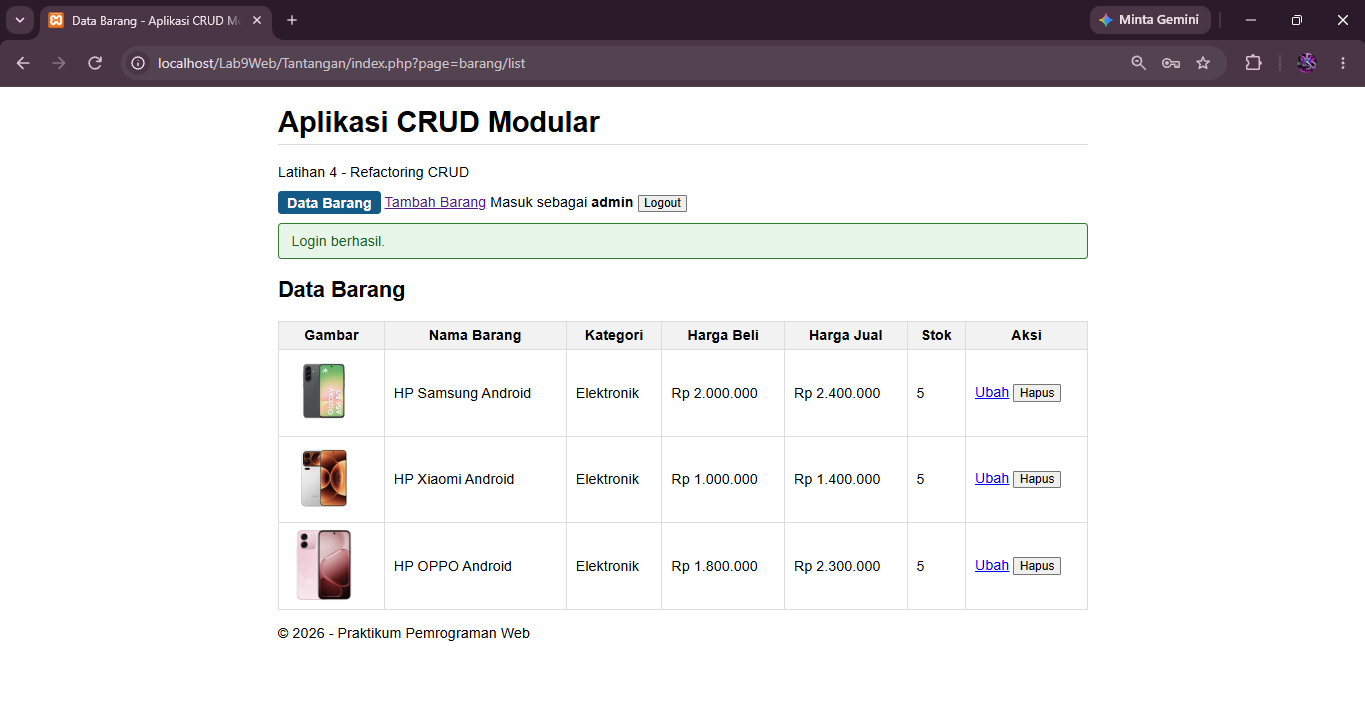 Data Barang - Aplikasi CRUD M
Minta Gemini
localhost/Lab9Web/Tantangan/index.php?page=barang/list
Aplikasi CRUD Modular
Latihan 4 - Refactoring CRUD
Data Barang Tambah Barang Masuk sebagai admin Logout
Login berhasil.
Data Barang
Gambar Nama Barang Kategori Harga Beli Harga Jual Stok Aksi
HP Samsung Android Elektronik Rp 2.000.000 Rp 2.400.000 5 Ubah Hapus
HP Xiaomi Android Elektronik Rp 1.000.000 Rp 1.400.000 5 Ubah Hapus
HP OPPO Android Elektronik Rp 1.800.000 Rp 2.300.000 5 Ubah Hapus
© 2026 - Praktikum Pemrograman Web